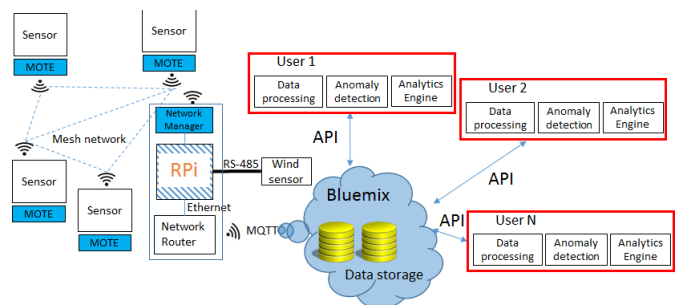 Sensor
MOTE
Sensor
MOTE
Network
Manager
Mesh network
RPi
RS-485
Wind
sensor
Ethernet
Sensor
MOTE
Sensor
MOTE
Network
Router
MQTT
Bluemix
Data storage
API
User 1
Data
processing
Anomaly
detection
Analytics
Engine
API
User 2
Data
processing
Anomaly
detection
Analytics
Engine
API
User N
Data
processing
Anomaly
detection
Analytics
Engine